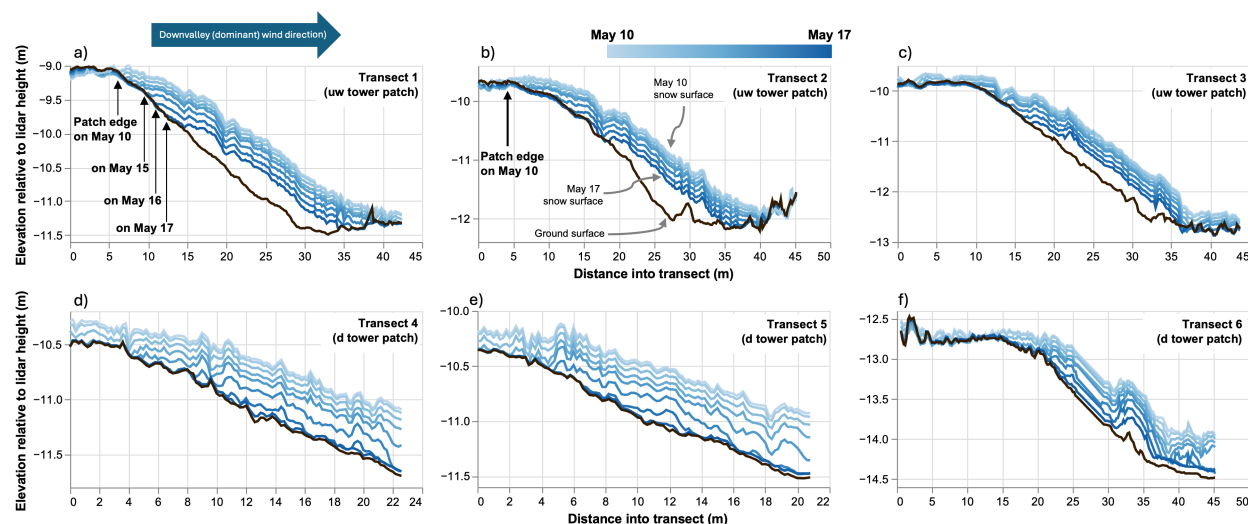 Downvalley (dominant) wind direction)
May 10
May 17
a)
b)
c)
Elevation relative to lidar height (m)
−9.0
−9.5
−10.0
−10.5
−11.0
−11.5
Transect 1
(uw tower patch)
Patch edge
on May 10
on May 15
on May 16
on May 17
0 5 10 15 20 25 30 35 40 45
−10
−11
−12
Transect 2
(uw tower patch)
May 10
snow surface
Patch edge
on May 10
May 17
snow surface
Ground surface
0 5 10 15 20 25 30 35 40 45 50
Distance into transect (m)
−10
−11
−12
−13
Transect 3
(uw tower patch)
0 5 10 15 20 25 30 35 40 45
d)
e)
f)
Elevation relative to lidar height (m)
−10.5
−11.0
−11.5
Transect 4
(d tower patch)
0 2 4 6 8 10 12 14 16 18 20 22 24
−10.0
−10.5
−11.0
−11.5
Transect 5
(d tower patch)
0 2 4 6 8 10 12 14 16 18 20 22
Distance into transect (m)
−12.5
−13.0
−13.5
−14.0
−14.5
Transect 6
(d tower patch)
0 5 10 15 20 25 30 35 40 45 50